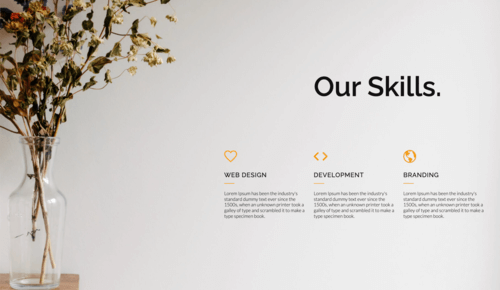 Our Skills.
WEB DESIGN
Lorem Ipsum has been the industry's
standard dummy text ever since the
1500s, when an unknown printer took a
galley of type and scrambled it to make a
type specimen book.
DEVELOPMENT
Lorem Ipsum has been the industry's
standard dummy text ever since the
1500s, when an unknown printer took a
galley of type and scrambled it to make a
type specimen book.
BRANDING
Lorem Ipsum has been the industry's
standard dummy text ever since the
1500s, when an unknown printer took a
galley of type and scrambled it to make a
type specimen book.